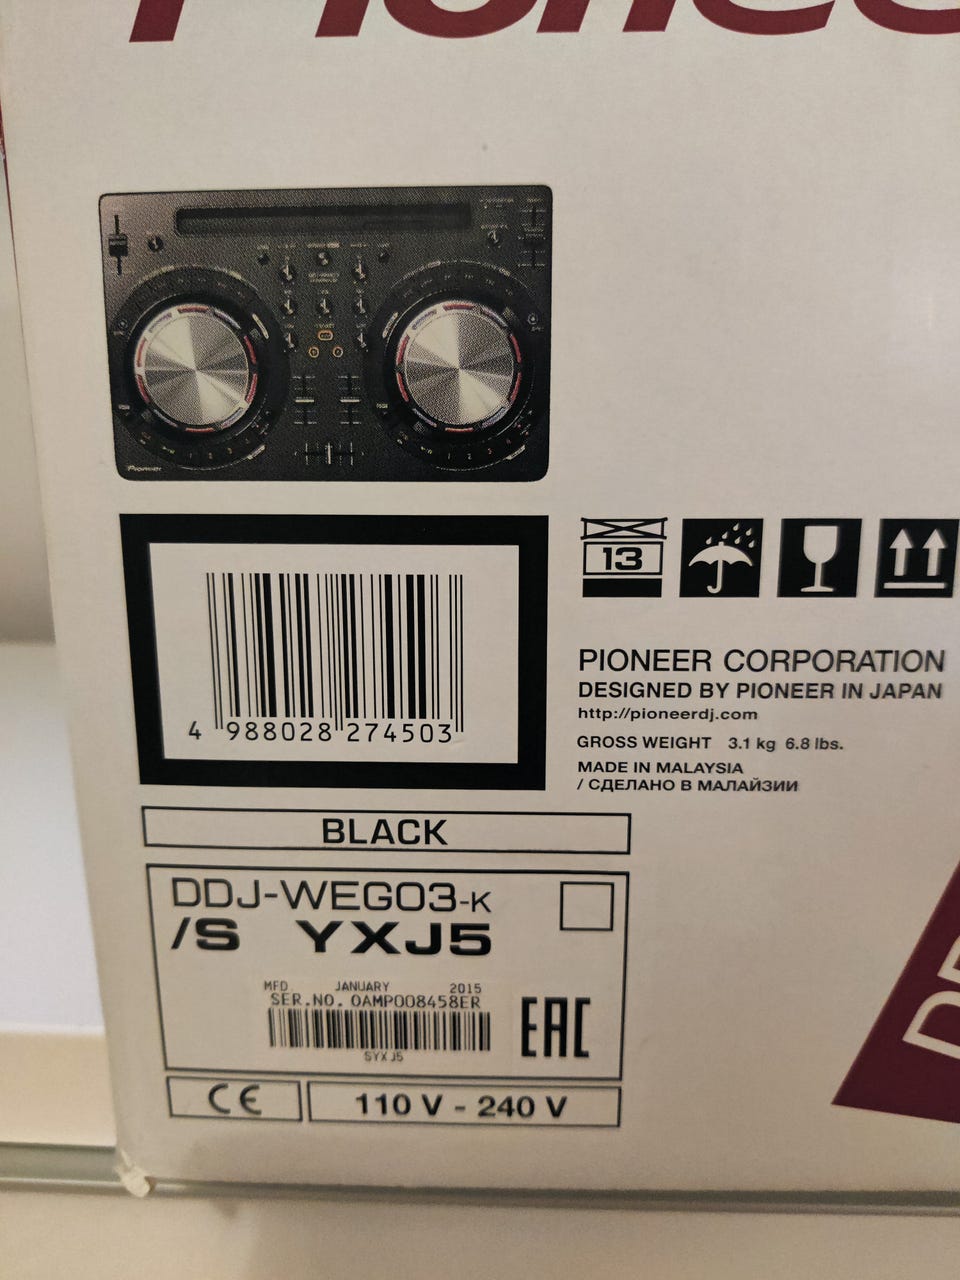 Pioneer
13
PIONEER CORPORATION
DESIGNED BY PIONEER IN JAPAN
http://pioneerdj.com
GROSS WEIGHT 3.1 kg 6.8 lbs.
MADE IN MALAYSIA
/ СДЕЛАНО В МАЛАЙЗИИ
4 988028 274503
BLACK
DDJ-WEGO3-K
/S YXJ5
MFD JANUARY 2015
SER.NO. OAMP008458ER
SYXJ5
EAC
CE
110 V - 240 V